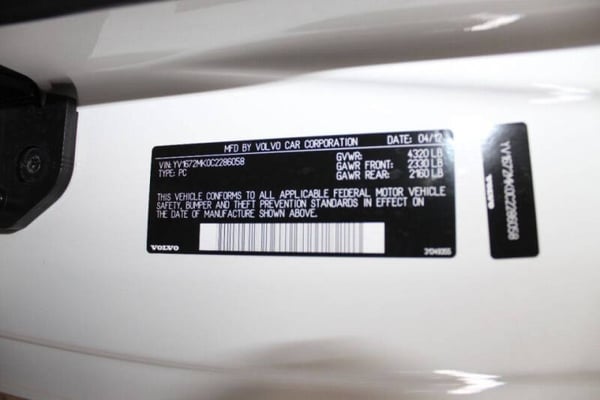 MFD BY VOLVO CAR CORPORATION DATE: 04/12
VIN: YV1672MK0C2286058 GVWR: 4320 LB
TYPE: PC GAWR FRONT: 2330 LB
GAWR REAR: 2160 LB
THIS VEHICLE CONFORMS TO ALL APPLICABLE FEDERAL MOTOR VEHICLE
SAFETY, BUMPER AND THEFT PREVENTION STANDARDS IN EFFECT ON
THE DATE OF MANUFACTURE SHOWN ABOVE.
VOLVO
YV1672MK0C2286058
VOLVO